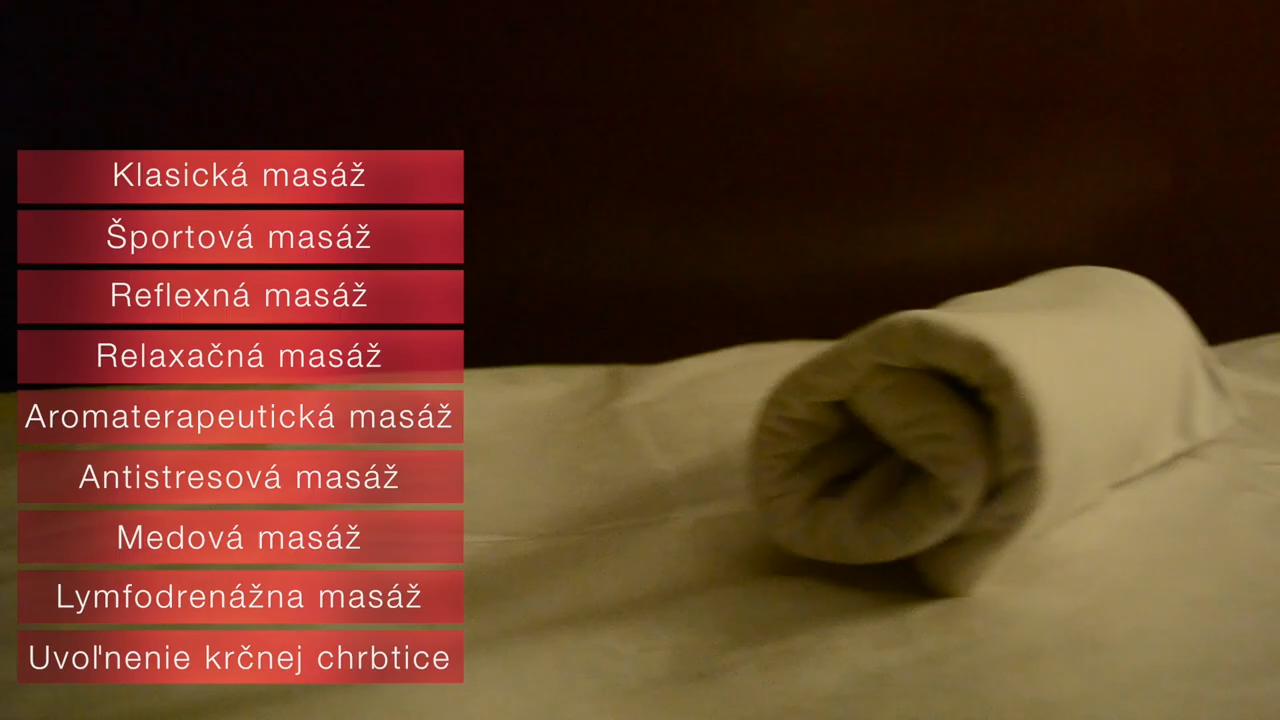 Klasická masáž
Športová masáž
Reflexná masáž
Relaxačná masáž
Aromaterapeutická masáž
Antistresová masáž
Medová masáž
Lymfodrenážna masáž
Uvoľnenie krčnej chrbtice